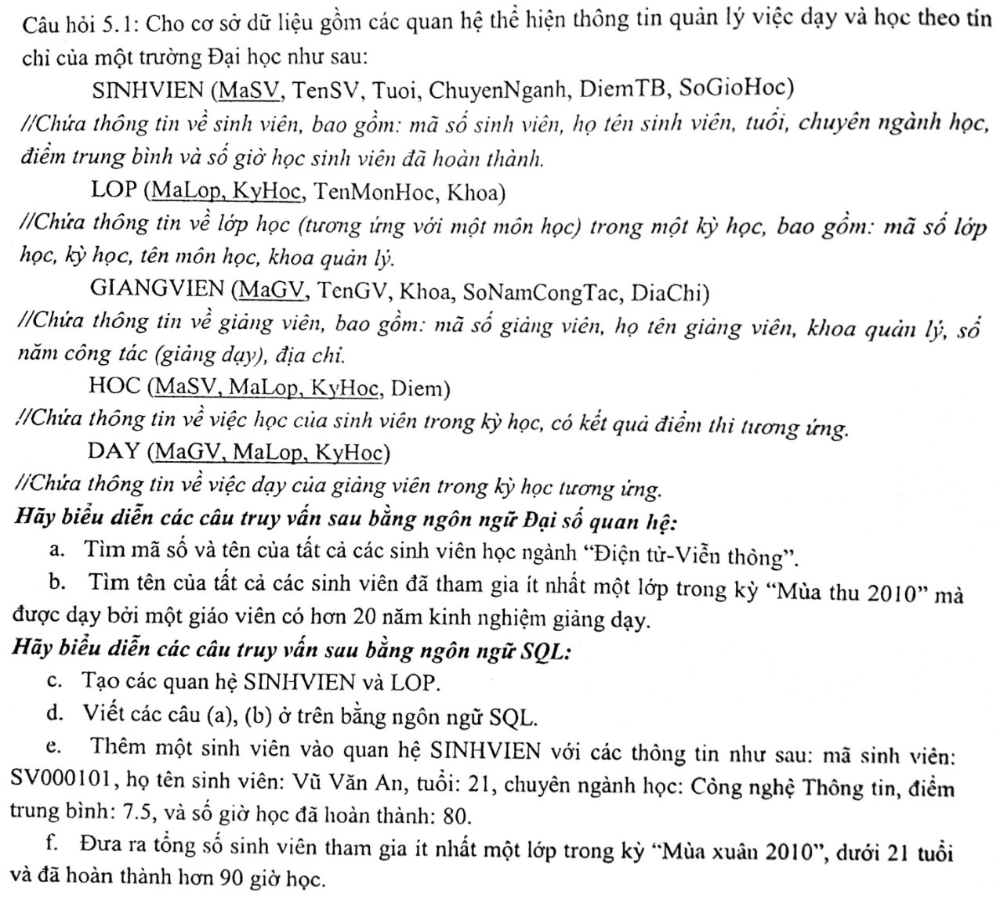 Câu hỏi 5.1: Cho cơ sở dữ liệu gồm các quan hệ thể hiện thông tin quản lý việc dạy và học theo tín
chỉ của một trường Đại học như sau:
SINHVIEN (MaSV, TenSV, Tuoi, ChuyenNganh, DiemTB, SoGioHoc)
//Chứa thông tin về sinh viên, bao gồm: mã số sinh viên, họ tên sinh viên, tuổi, chuyên ngành học,
điểm trung bình và số giờ học sinh viên đã hoàn thành.
LOP (MaLop, KyHoc, TenMonHoc, Khoa)
//Chứa thông tin về lớp học (tương ứng với một môn học) trong một kỳ học, bao gồm: mã số lớp
học, kỳ học, tên môn học, khoa quản lý.
GIANGVIEN (MaGV, TenGV, Khoa, SoNamCongTac, DiaChi)
//Chứa thông tin về giảng viên, bao gồm: mã số giảng viên, họ tên giảng viên, khoa quản lý, số
năm công tác (giảng dạy), địa chỉ.
HOC (MaSV, MaLop, KyHoc, Diem)
//Chứa thông tin về việc học của sinh viên trong kỳ học, có kết quả điểm thi tương ứng.
DAY (MaGV, MaLop, KyHoc)
//Chứa thông tin về việc dạy của giảng viên trong kỳ học tương ứng.
Hãy biểu diễn các câu truy vấn sau bằng ngôn ngữ Đại số quan hệ:
a. Tìm mã số và tên của tất cả các sinh viên học ngành “Điện tử-Viễn thông”.
b. Tìm tên của tất cả các sinh viên đã tham gia ít nhất một lớp trong kỳ “Mùa thu 2010” mà
được dạy bởi một giáo viên có hơn 20 năm kinh nghiệm giảng dạy.
Hãy biểu diễn các câu truy vấn sau bằng ngôn ngữ SQL:
c. Tạo các quan hệ SINHVIEN và LOP.
d. Viết các câu (a), (b) ở trên bằng ngôn ngữ SQL.
e. Thêm một sinh viên vào quan hệ SINHVIEN với các thông tin như sau: mã sinh viên:
SV000101, họ tên sinh viên: Vũ Văn An, tuổi: 21, chuyên ngành học: Công nghệ Thông tin, điểm
trung bình: 7.5, và số giờ học đã hoàn thành: 80.
f. Đưa ra tổng số sinh viên tham gia ít nhất một lớp trong kỳ “Mùa xuân 2010”, dưới 21 tuổi
và đã hoàn thành hơn 90 giờ học.